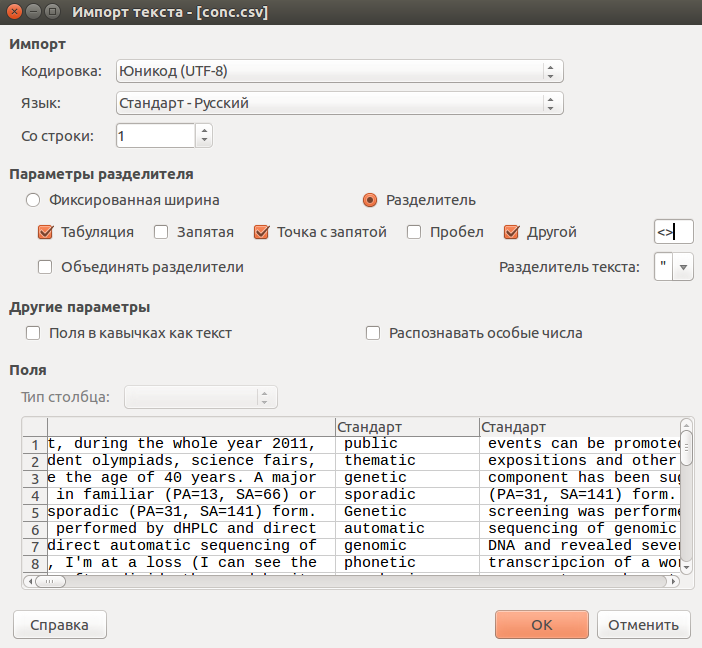 Импорт текста - [conc.csv]
Импорт
Кодировка: Юникод (UTF-8)
Язык: Стандарт - Русский
Со строки: 1
Параметры разделителя
Фиксированная ширина Разделитель
Табуляция Запятая Точка с запятой Пробел Другой <>
Объединять разделители Разделитель текста: "
Другие параметры
Поля в кавычках как текст Распознавать особые числа
Поля
Тип столбца:
Стандарт Стандарт
1 t, during the whole year 2011, public events can be promoted
2 dent olympiads, science fairs, thematic expositions and other
3 e the age of 40 years. A major genetic component has been sug
4 in familiar (PA=13, SA=66) or sporadic (PA=31, SA=141) form.
5 sporadic (PA=31, SA=141) form. Genetic screening was performe
6 performed by dHPLC and direct automatic sequencing of genomic
7 direct automatic sequencing of genomic DNA and revealed sever
8 , I'm at a loss (I can see the phonetic transcripcion of a wor
Справка OK Отменить